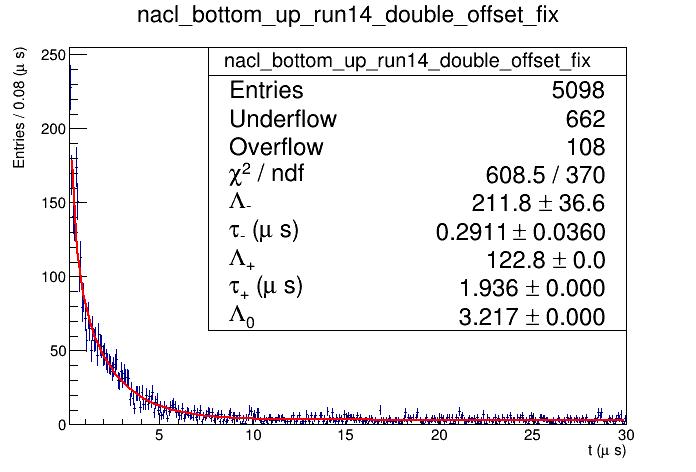 nacl_bottom_up_run14_double_offset_fix
Entries / 0.08 (μ s)
250
200
150
100
50
0
nacl_bottom_up_run14_double_offset_fix
Entries 5098
Underflow 662
Overflow 108
χ² / ndf 608.5 / 370
Λ₋ 211.8 ± 36.6
τ₋ (μ s) 0.2911 ± 0.0360
Λ₊ 122.8 ± 0.0
τ₊ (μ s) 1.936 ± 0.000
Λ₀ 3.217 ± 0.000
5 10 15 20 25 30
t (μ s)